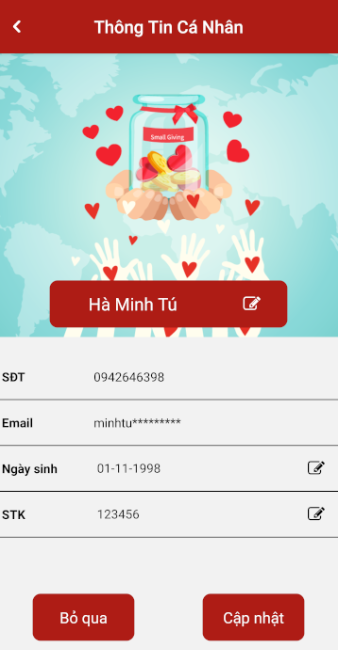 Thông Tin Cá Nhân
Small Giving
Hà Minh Tú
SĐT 0942646398
Email minhtu*********
Ngày sinh 01-11-1998
STK 123456
Bỏ qua Cập nhật